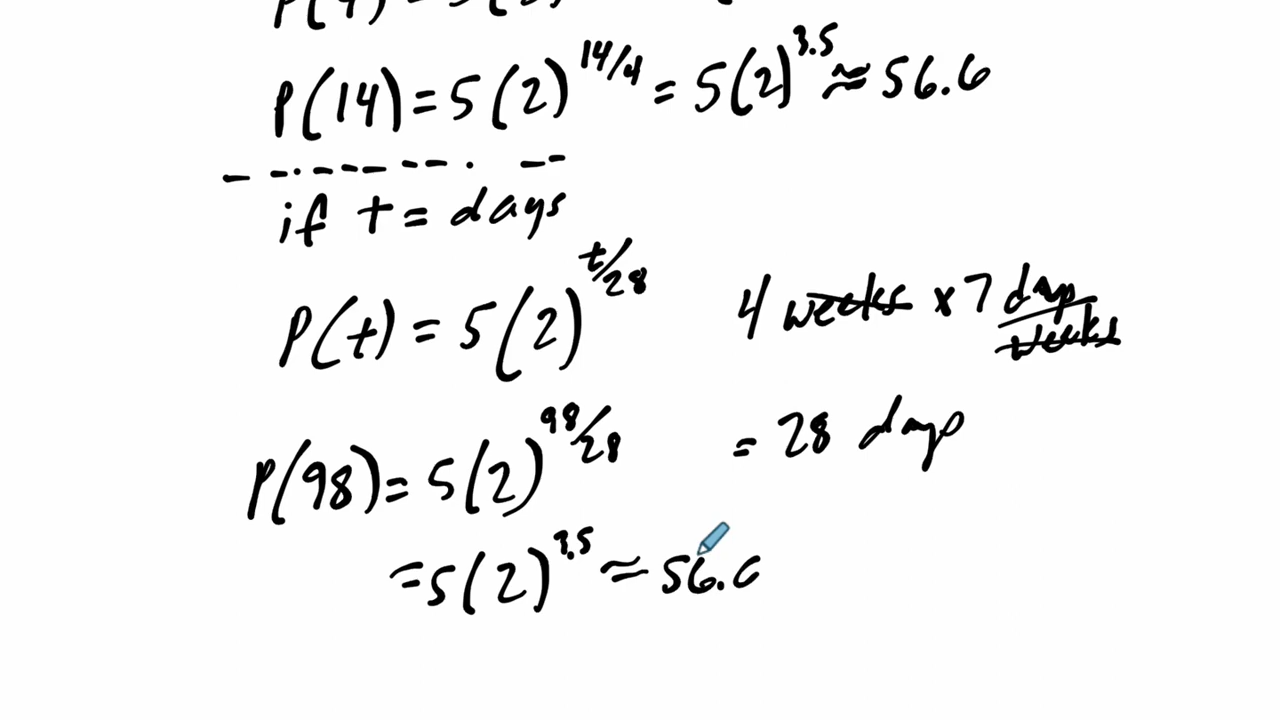 P(14) = 5(2)^14/4 = 5(2)^3.5 ≈ 56.6
if t = days
P(t) = 5(2)^t/28
4 weeks x 7 days/weeks
= 28 days
P(98) = 5(2)^98/28
= 5(2)^3.5 ≈ 56.6